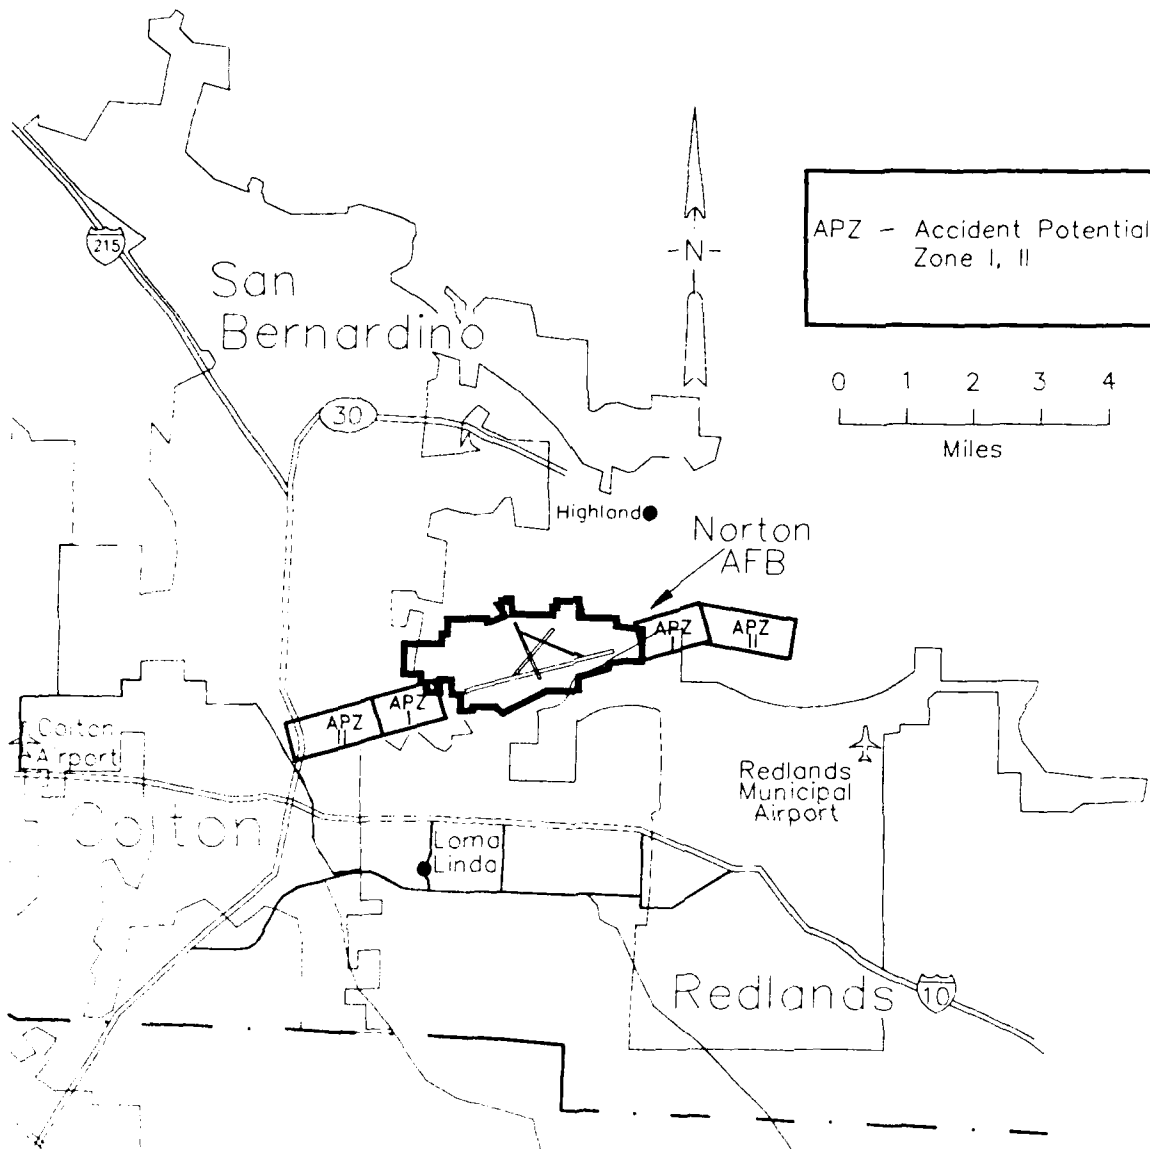 215
San
Bernardino
-N-
APZ – Accident Potential
Zone I, II
0 1 2 3 4
Miles
30
Highland
Norton
AFB
APZ
I
APZ
II
APZ
I
APZ
II
Colton
Airport
Redlands
Municipal
Airport
Colton
Loma
Linda
Redlands
10